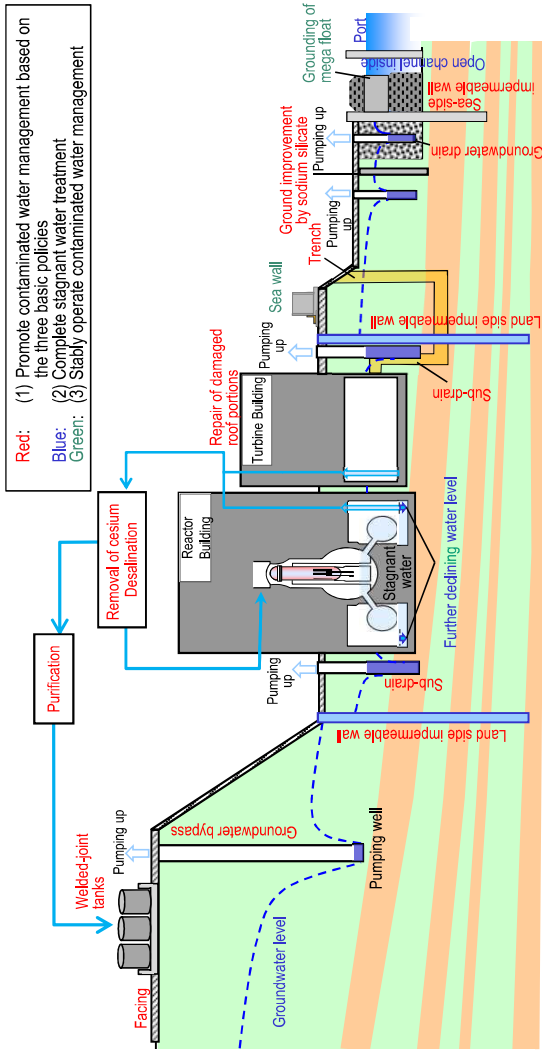 Red: (1) Promote contaminated water management based on
the three basic policies
Blue: (2) Complete stagnant water treatment
Green: (3) Stably operate contaminated water management
Purification
Removal of cesium
Desalination
Welded-joint
tanks
Facing
Pumping up
Groundwater bypass
Groundwater level
Pumping well
Land side impermeable
wall
Pumping
up
Sub-drain
Reactor
Building
Stagnant
water
Further declining water level
Repair of damaged
roof portions
Turbine Building
Pumping
up
Sub-drain
Land side impermeable
wall
Sea wall
Trench
Ground improvement
by sodium silicate
Pumping
up
Pumping up
Groundwater drain
Sea-side
impermeable wall
Grounding of
mega float
Open channel inside
Port